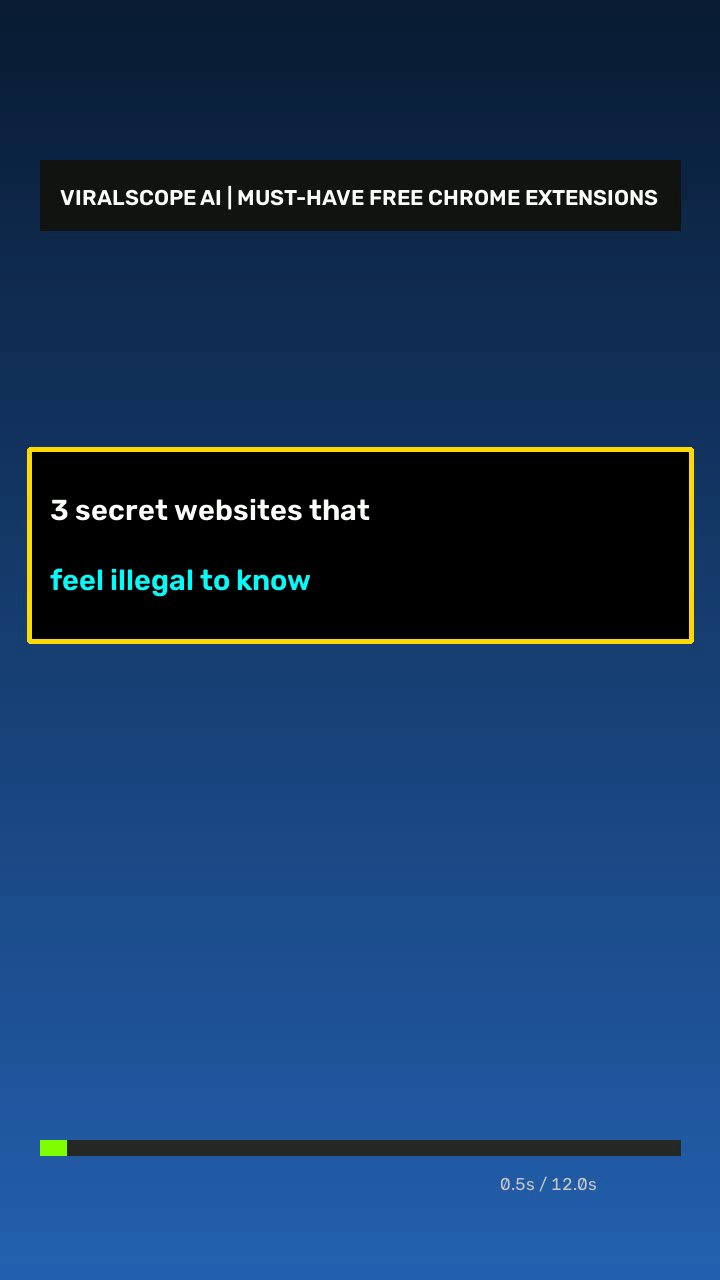 VIRALSCOPE AI | MUST-HAVE FREE CHROME EXTENSIONS
3 secret websites that
feel illegal to know
0.5s / 12.0s